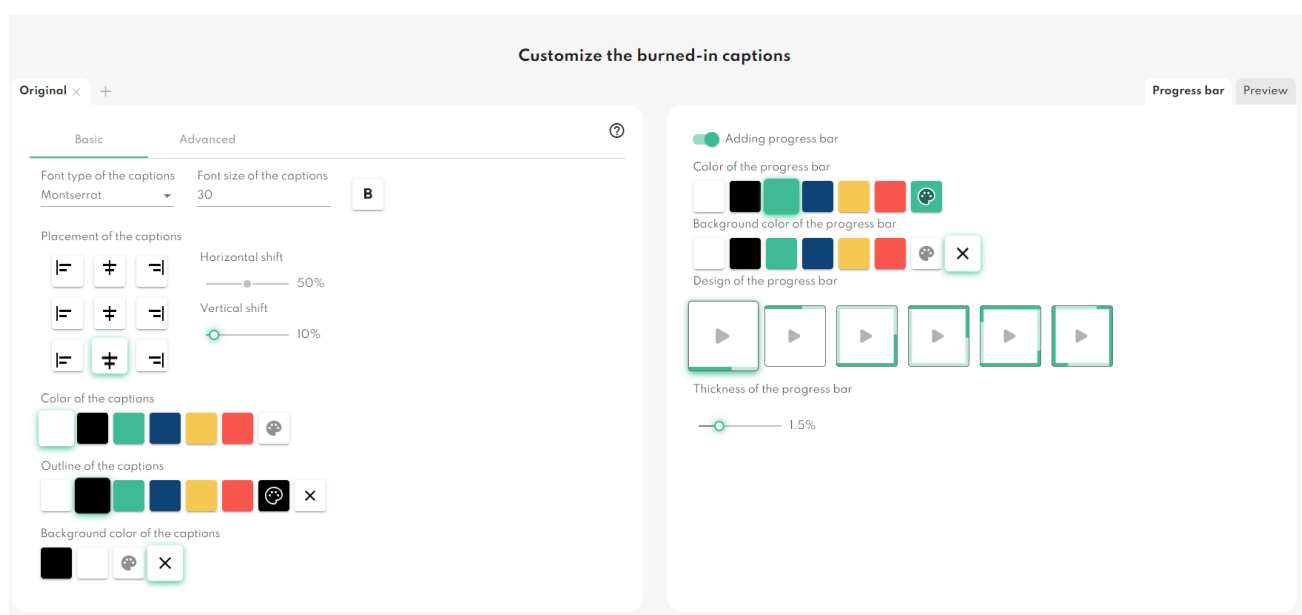 Customize the burned-in captions
Original
Progress bar
Preview
Basic
Advanced
Font type of the captions
Montserrat
Font size of the captions
30
B
Placement of the captions
Horizontal shift
50%
Vertical shift
10%
Color of the captions
Outline of the captions
Background color of the captions
Adding progress bar
Color of the progress bar
Background color of the progress bar
Design of the progress bar
Thickness of the progress bar
1.5%